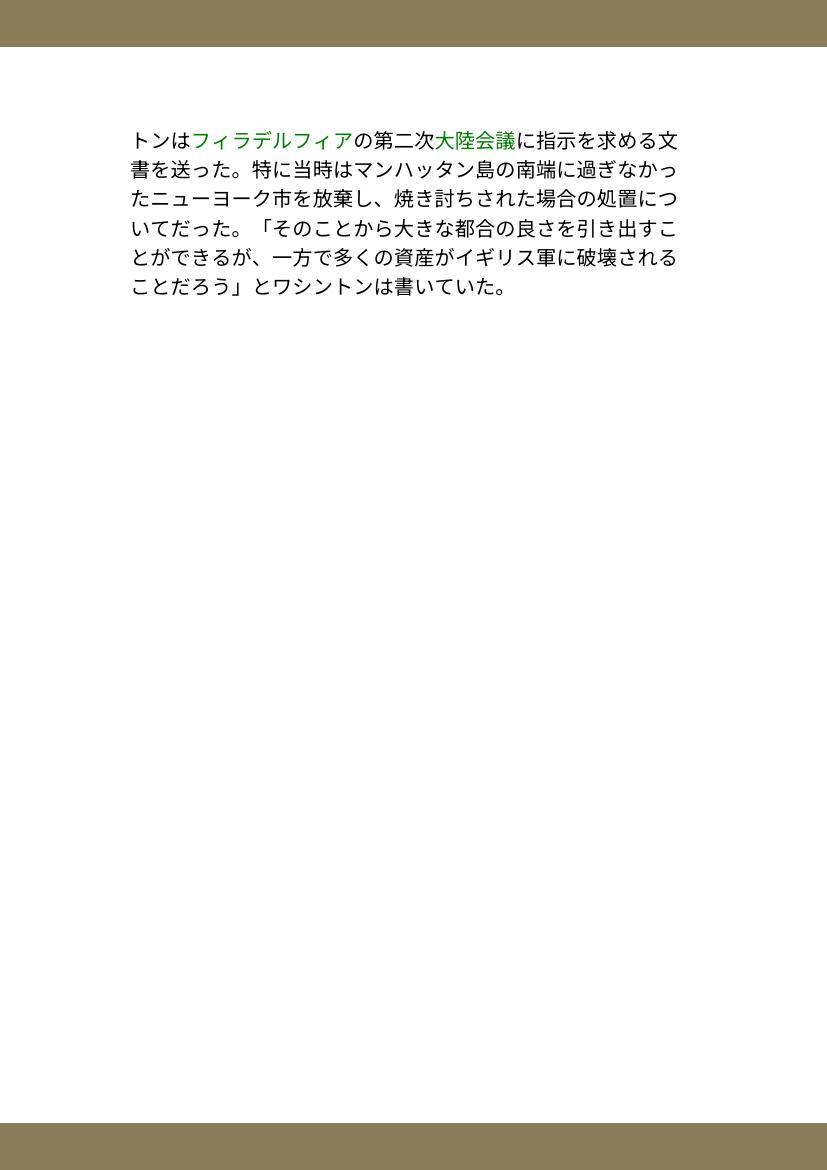 トンはフィラデルフィアの第二次大陸会議に指示を求める文
書を送った。特に当時はマンハッタン島の南端に過ぎなかっ
たニューヨーク市を放棄し、焼き討ちされた場合の処置につ
いてだった。「そのことから大きな都合の良さを引き出すこ
とができるが、一方で多くの資産がイギリス軍に破壊される
ことだろう」とワシントンは書いていた。